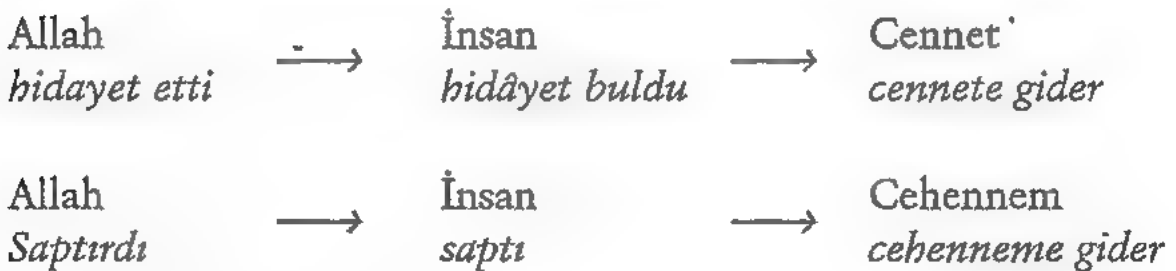 Allah → İnsan → Cennet
hidayet etti hidâyet buldu cennete gider
Allah → İnsan → Cehennem
Saptırdı saptı cehenneme gider